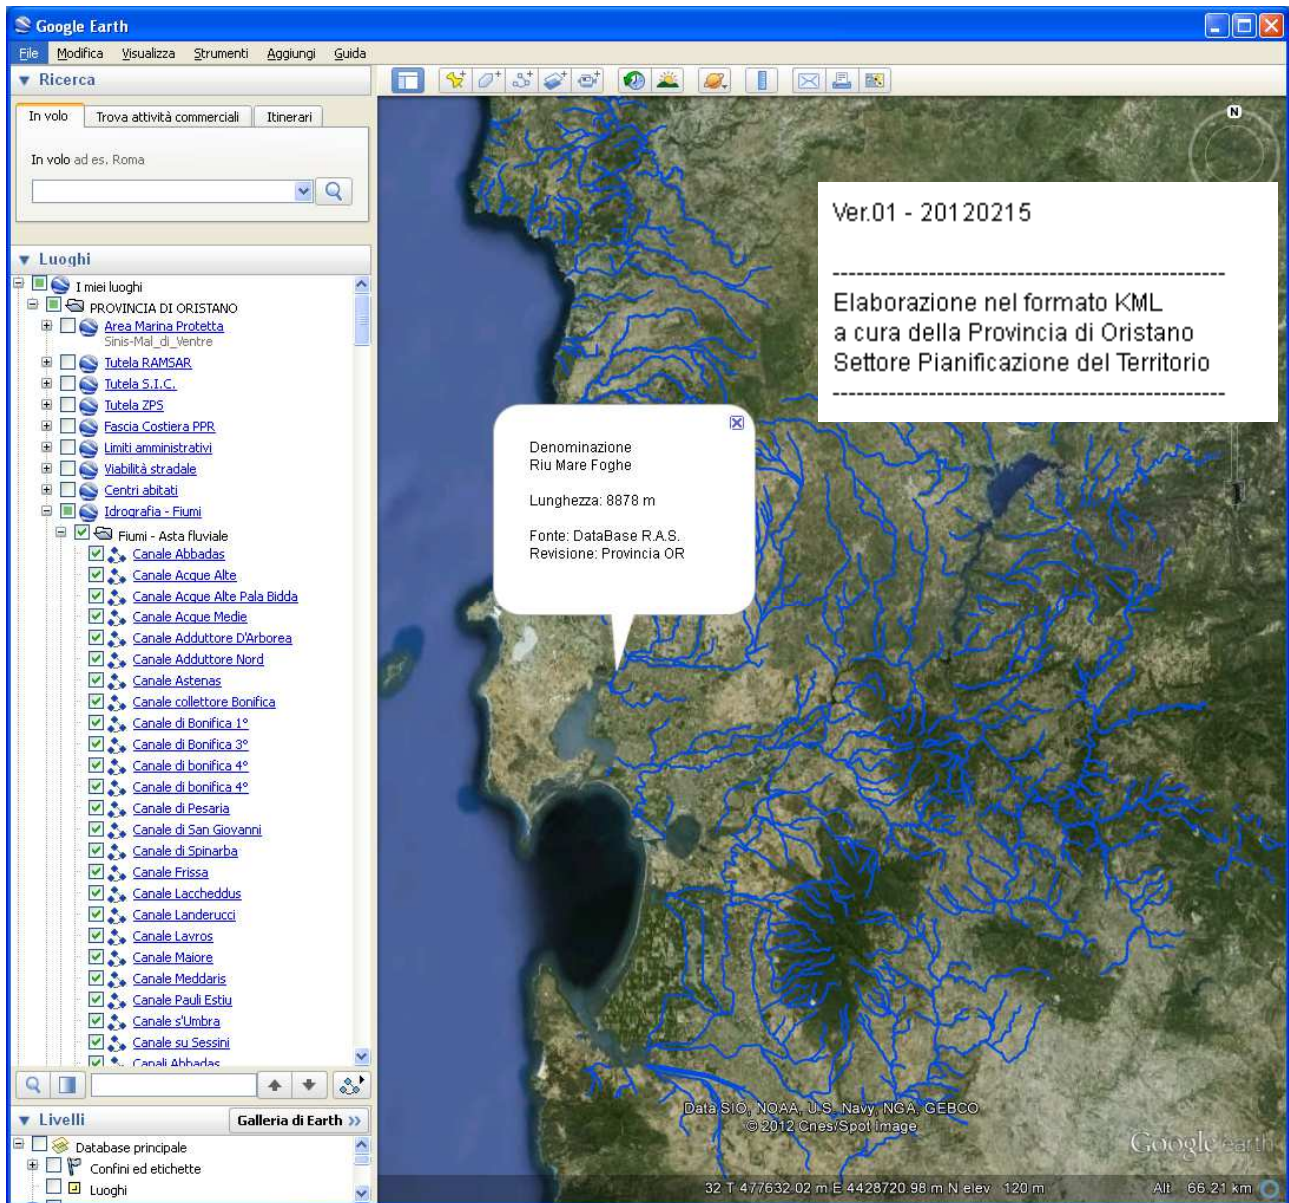 Google Earth
File Modifica Visualizza Strumenti Aggiungi Guida
Ricerca
In volo Trova attività commerciali Itinerari
In volo ad es. Roma
Luoghi
I miei luoghi
PROVINCIA DI ORISTANO
Area Marina Protetta
Sinis-Mal_di_Ventre
Tutela RAMSAR
Tutela S.I.C.
Tutela ZPS
Fascia Costiera PPR
Limiti amministrativi
Viabilità stradale
Centri abitati
Idrografia - Fiumi
Fiumi - Asta fluviale
Canale Abbadas
Canale Acque Alte
Canale Acque Alte Pala Bidda
Canale Acque Medie
Canale Adduttore D'Arborea
Canale Adduttore Nord
Canale Astenas
Canale collettore Bonifica
Canale di Bonifica 1°
Canale di Bonifica 3°
Canale di bonifica 4°
Canale di bonifica 4°
Canale di Pesaria
Canale di San Giovanni
Canale di Spinarba
Canale Frissa
Canale Laccheddus
Canale Landerucci
Canale Lavros
Canale Maiore
Canale Meddaris
Canale Pauli Estiu
Canale s'Umbra
Canale su Sessini
Canali Abbadas
Livelli Galleria di Earth >>
Database principale
Confini ed etichette
Luoghi
N
Ver.01 - 20120215
-------------------------------------------------
Elaborazione nel formato KML
a cura della Provincia di Oristano
Settore Pianificazione del Territorio
-------------------------------------------------
Denominazione
Riu Mare Foghe
Lunghezza: 8878 m
Fonte: DataBase R.A.S.
Revisione: Provincia OR
Data SIO, NOAA, U.S. Navy, NGA, GEBCO
© 2012 Cnes/Spot Image
Google earth
32 T 477632.02 m E 4428720.98 m N elev 120 m
Alt 66.21 km